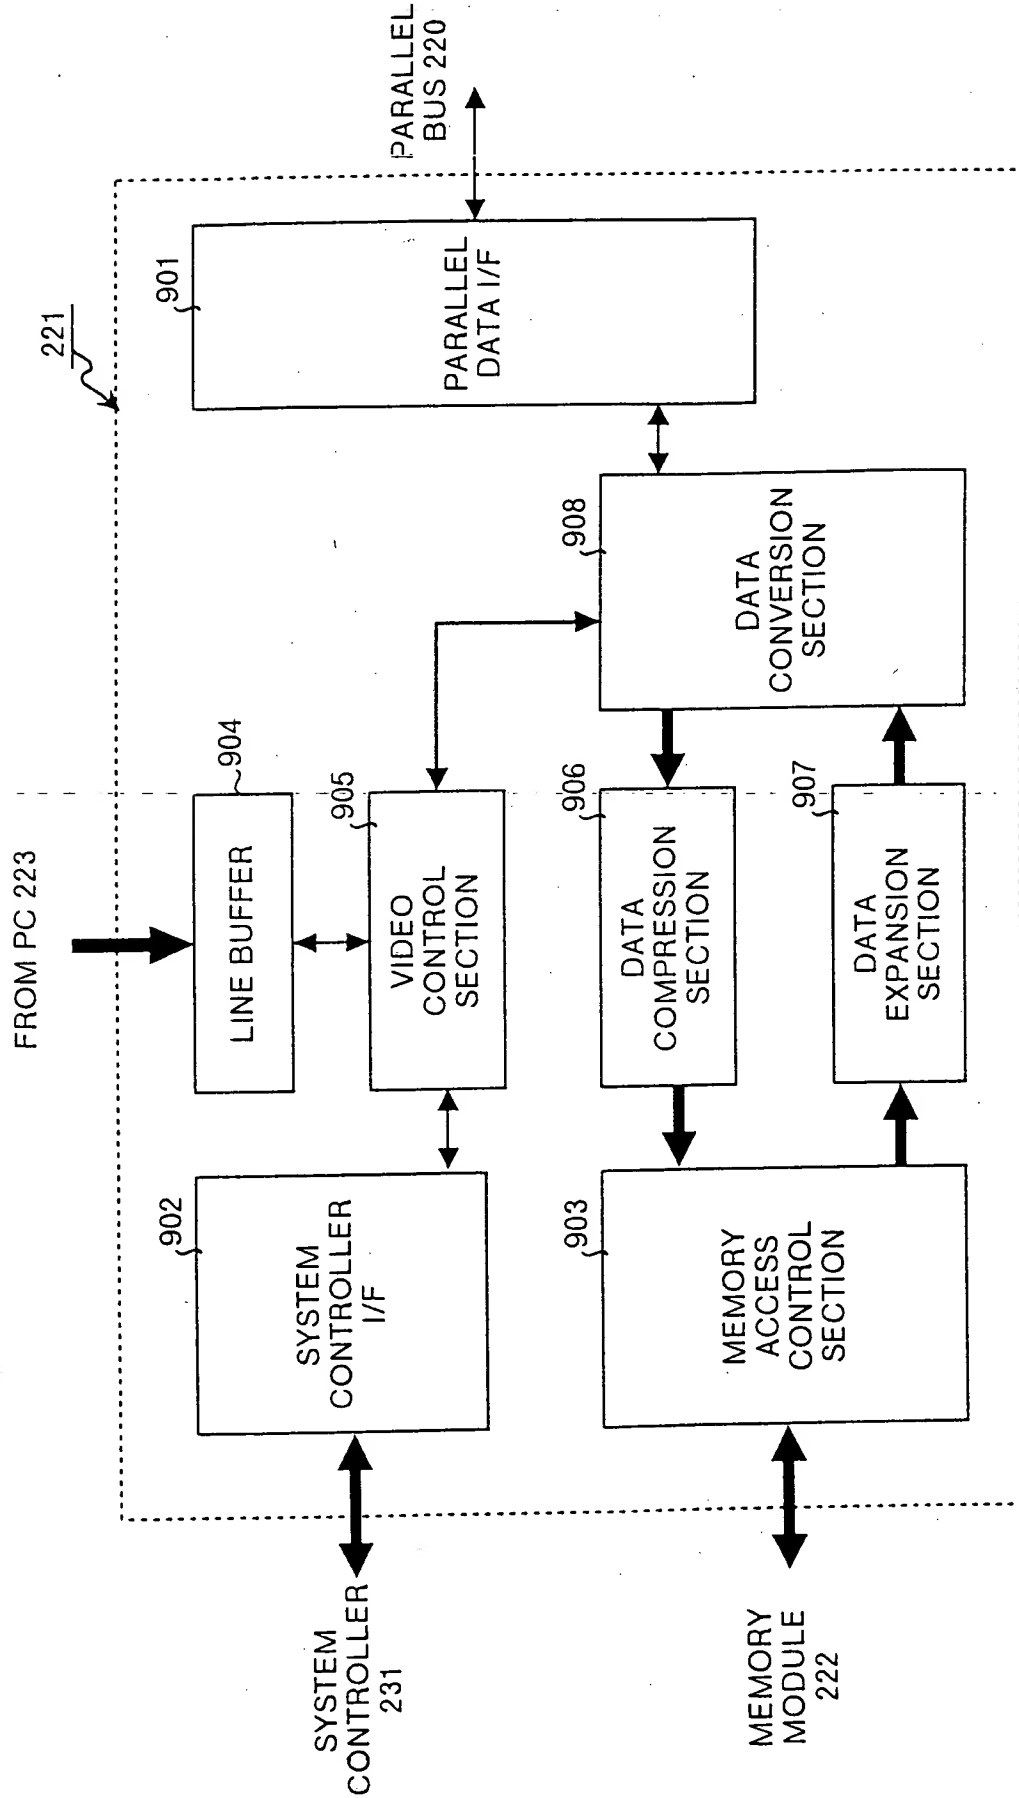 FROM PC 223
221
904
LINE BUFFER
902
SYSTEM
CONTROLLER
I/F
905
VIDEO
CONTROL
SECTION
901
PARALLEL
DATA I/F
PARALLEL
BUS 220
SYSTEM
CONTROLLER
231
903
MEMORY
ACCESS
CONTROL
SECTION
906
DATA
COMPRESSION
SECTION
907
DATA
EXPANSION
SECTION
908
DATA
CONVERSION
SECTION
MEMORY
MODULE
222